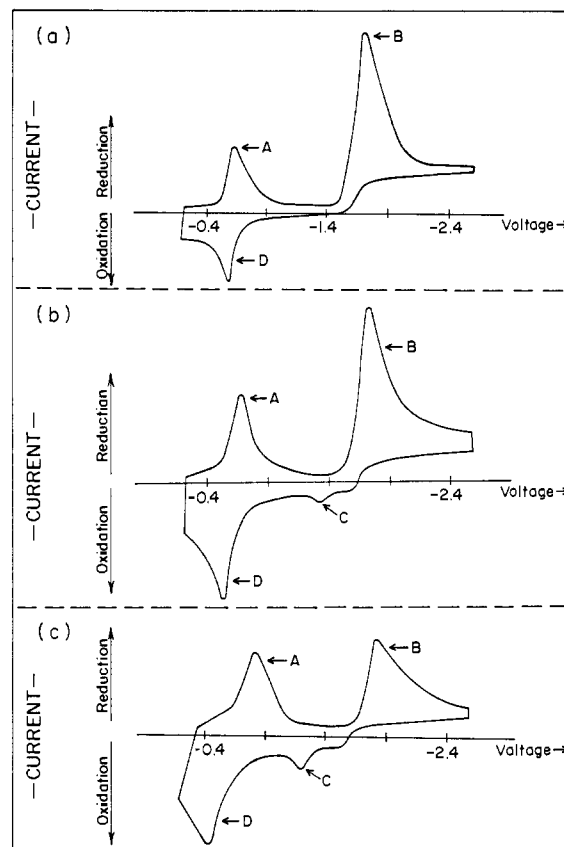 (a)
—CURRENT—
Reduction
Oxidation
A
B
D
-0.4
-1.4
-2.4
Voltage→
(b)
—CURRENT—
Reduction
Oxidation
A
B
C
D
-0.4
-2.4
Voltage→
(c)
—CURRENT—
Reduction
Oxidation
A
B
C
D
-0.4
-2.4
Voltage→